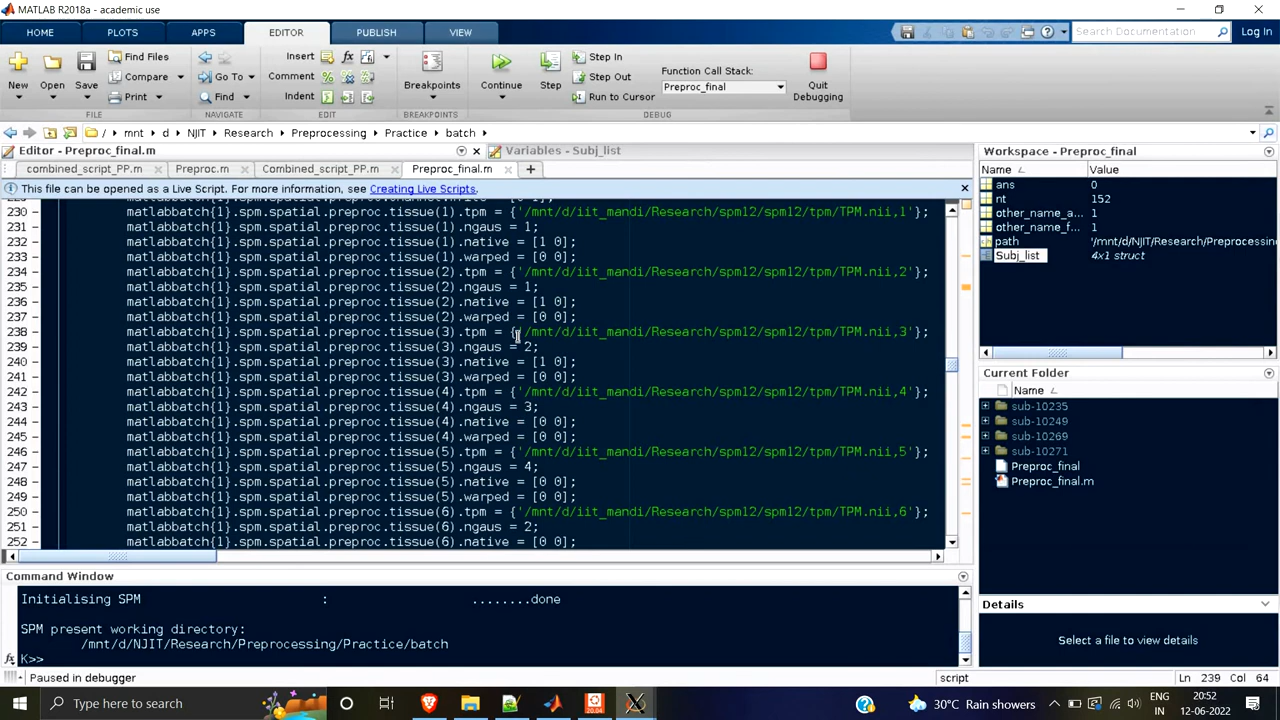 MATLAB R2018a - academic use
HOME PLOTS APPS EDITOR PUBLISH VIEW Search Documentation Log In
New Open Save Find Files Compare Print
Go To Find
Insert fx Comment % Indent
Breakpoints Continue Step Step In Step Out Run to Cursor
Function Call Stack: Preproc_final
Quit Debugging
FILE NAVIGATE EDIT BREAKPOINTS DEBUG
/ mnt d NJIT Research Preprocessing Practice batch
Editor - Preproc_final.m Variables - Subj_list
combined_script_PP.m Preproc.m Combined_script_PP.m Preproc_final.m
This file can be opened as a Live Script. For more information, see Creating Live Scripts.
230 - matlabbatch{1}.spm.spatial.preproc.tissue(1).tpm = {'/mnt/d/iit_mandi/Research/spm12/spm12/tpm/TPM.nii,1'};
231 - matlabbatch{1}.spm.spatial.preproc.tissue(1).ngaus = 1;
232 - matlabbatch{1}.spm.spatial.preproc.tissue(1).native = [1 0];
233 - matlabbatch{1}.spm.spatial.preproc.tissue(1).warped = [0 0];
234 - matlabbatch{1}.spm.spatial.preproc.tissue(2).tpm = {'/mnt/d/iit_mandi/Research/spm12/spm12/tpm/TPM.nii,2'};
235 - matlabbatch{1}.spm.spatial.preproc.tissue(2).ngaus = 1;
236 - matlabbatch{1}.spm.spatial.preproc.tissue(2).native = [1 0];
237 - matlabbatch{1}.spm.spatial.preproc.tissue(2).warped = [0 0];
238 - matlabbatch{1}.spm.spatial.preproc.tissue(3).tpm = {'/mnt/d/iit_mandi/Research/spm12/spm12/tpm/TPM.nii,3'};
239 - matlabbatch{1}.spm.spatial.preproc.tissue(3).ngaus = 2;
240 - matlabbatch{1}.spm.spatial.preproc.tissue(3).native = [1 0];
241 - matlabbatch{1}.spm.spatial.preproc.tissue(3).warped = [0 0];
242 - matlabbatch{1}.spm.spatial.preproc.tissue(4).tpm = {'/mnt/d/iit_mandi/Research/spm12/spm12/tpm/TPM.nii,4'};
243 - matlabbatch{1}.spm.spatial.preproc.tissue(4).ngaus = 3;
244 - matlabbatch{1}.spm.spatial.preproc.tissue(4).native = [0 0];
245 - matlabbatch{1}.spm.spatial.preproc.tissue(4).warped = [0 0];
246 - matlabbatch{1}.spm.spatial.preproc.tissue(5).tpm = {'/mnt/d/iit_mandi/Research/spm12/spm12/tpm/TPM.nii,5'};
247 - matlabbatch{1}.spm.spatial.preproc.tissue(5).ngaus = 4;
248 - matlabbatch{1}.spm.spatial.preproc.tissue(5).native = [0 0];
249 - matlabbatch{1}.spm.spatial.preproc.tissue(5).warped = [0 0];
250 - matlabbatch{1}.spm.spatial.preproc.tissue(6).tpm = {'/mnt/d/iit_mandi/Research/spm12/spm12/tpm/TPM.nii,6'};
251 - matlabbatch{1}.spm.spatial.preproc.tissue(6).ngaus = 2;
252 - matlabbatch{1}.spm.spatial.preproc.tissue(6).native = [0 0];
Command Window
Initialising SPM : ........done
SPM present working directory:
/mnt/d/NJIT/Research/Preprocessing/Practice/batch
fx K>>
Paused in debugger script Ln 239 Col 64
Workspace - Preproc_final
Name Value
ans 0
nt 152
other_name_a... 1
other_name_f... 1
path '/mnt/d/NJIT/Research/Preprocessing
Subj_list 4x1 struct
Current Folder
Name
sub-10235
sub-10249
sub-10269
sub-10271
Preproc_final
Preproc_final.m
Details
Select a file to view details
Type here to search
20.04
30°C Rain showers
ENG IN
20:52
12-06-2022